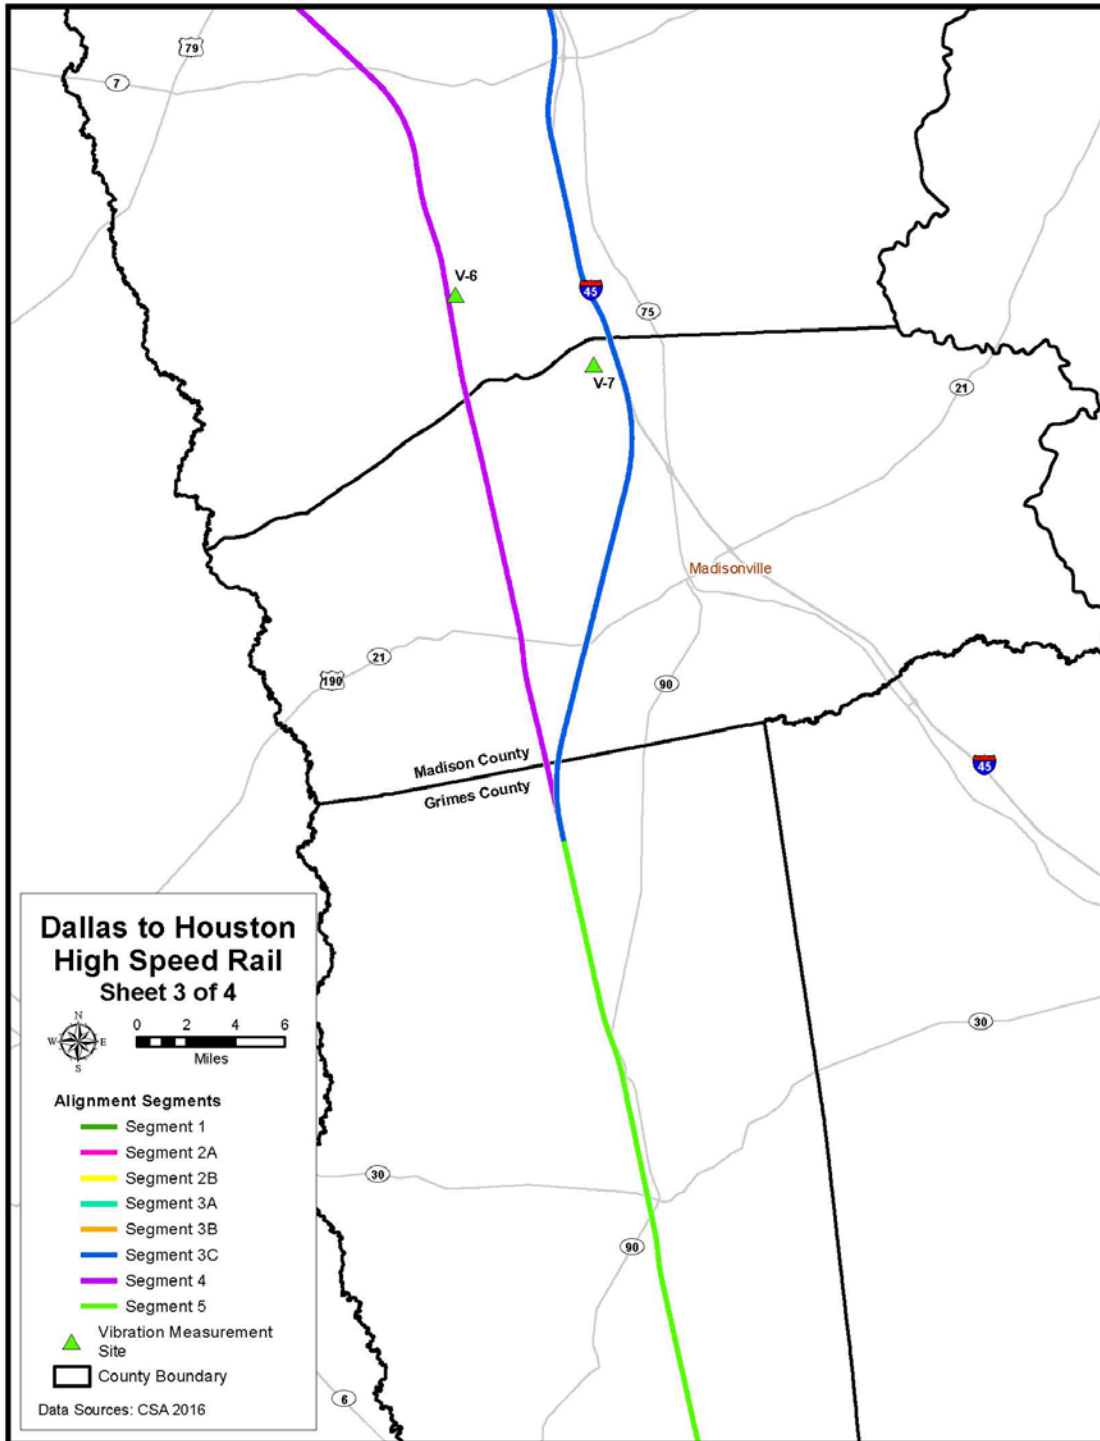 79
7
V-6
45
75
V-7
21
Madisonville
21
190
90
Madison County
Grimes County
45
Dallas to Houston
High Speed Rail
Sheet 3 of 4
N
W E
S
0 2 4 6
Miles
30
Alignment Segments
Segment 1
Segment 2A
Segment 2B
Segment 3A
Segment 3B
Segment 3C
Segment 4
Segment 5
Vibration Measurement
Site
County Boundary
Data Sources: CSA 2016
30
90
6